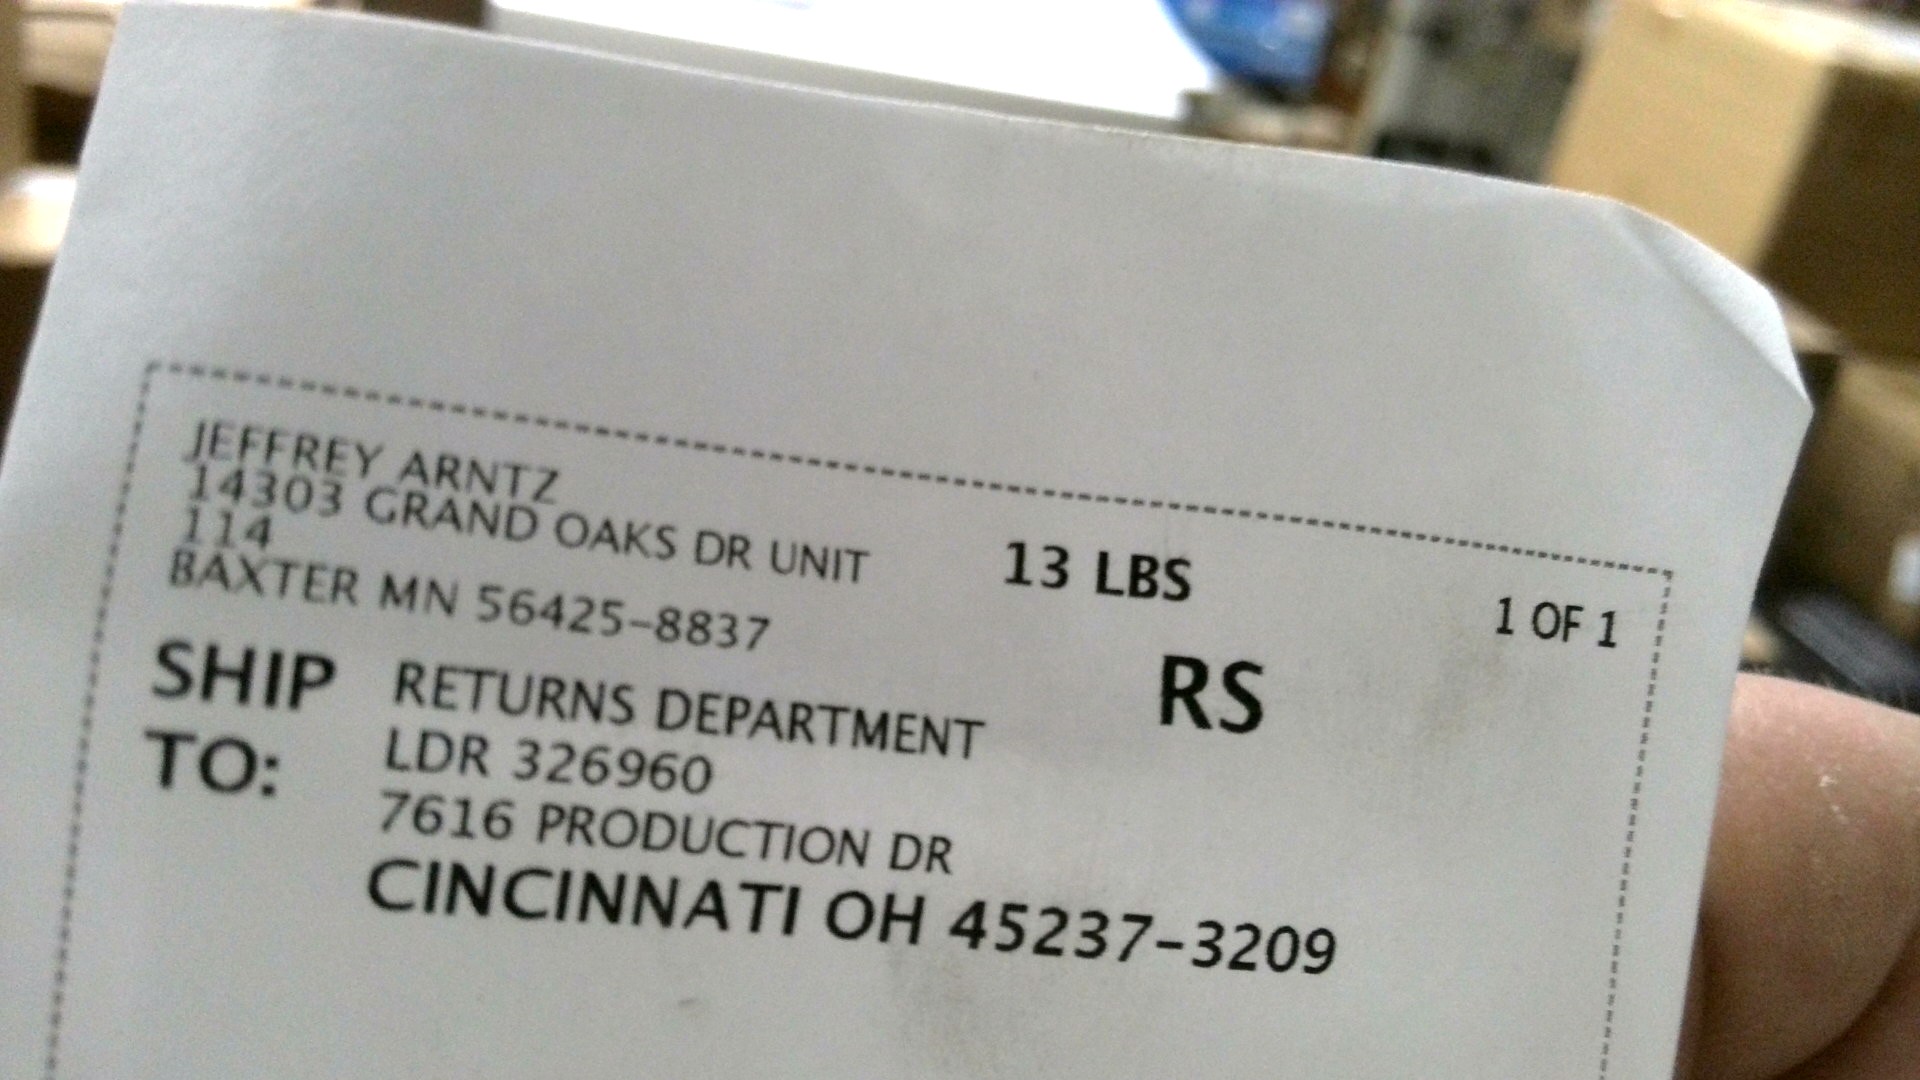 JEFFREY ARNTZ
14303 GRAND OAKS DR UNIT
114
BAXTER MN 56425-8837
13 LBS
1 OF 1
RS
SHIP TO:
RETURNS DEPARTMENT
LDR 326960
7616 PRODUCTION DR
CINCINNATI OH 45237-3209